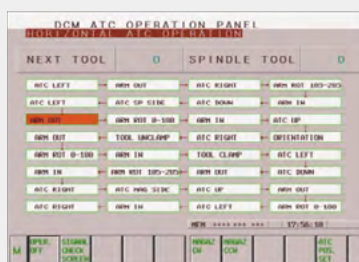 DCM ATC OPERATION PANEL
HORIZONTAL ATC OPERATION
NEXT TOOL 0 SPINDLE TOOL 0
ATC LEFT ARM OUT ATC RIGHT ARM ROT 185-285
ATC LEFT ATC SP SIDE ATC DOWN ARM IN
ARM OUT ARM ROT 0-180 ARM IN ATC UP
ARM OUT TOOL UNCLAMP ATC RIGHT ORIENTATION
ARM ROT 0-180 ARM IN TOOL CLAMP ATC LEFT
ARM IN ARM ROT 185-285 ARM OUT ATC DOWN
ATC RIGHT ATC MAG SIDE ATC UP ARM OUT
ATC RIGHT ARM IN ATC LEFT ARM ROT 0-180
MEM **** *** *** 17:56:18
M OPER. OFF SIGNAL CHECK SCREEN MAGAZ CW MAGAZ CCW ATC POS. SET